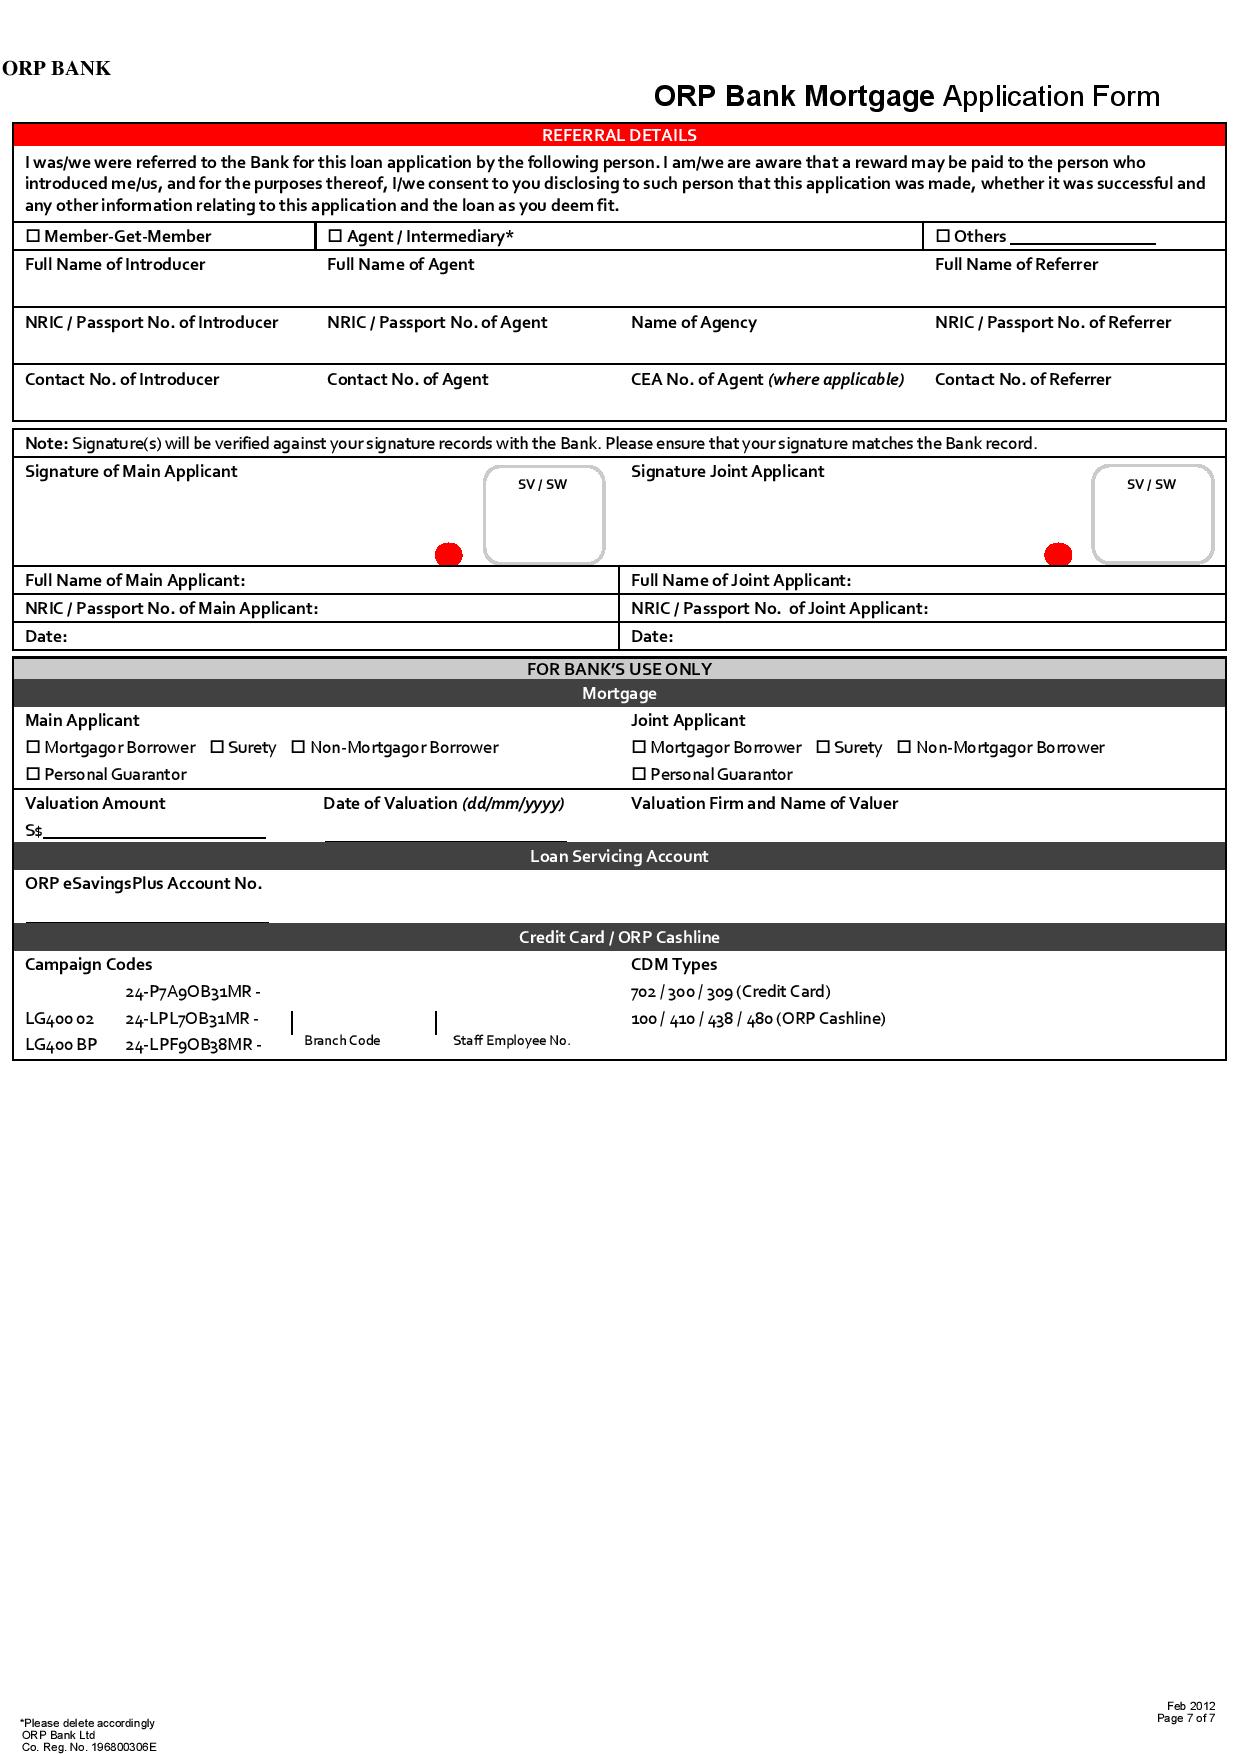 ORP BANK
ORP Bank Mortgage Application Form
REFERRAL DETAILS
I was/we were referred to the Bank for this loan application by the following person. I am/we are aware that a reward may be paid to the person who
introduced me/us, and for the purposes thereof, I/we consent to you disclosing to such person that this application was made, whether it was successful and
any other information relating to this application and the loan as you deem fit.
☐ Member-Get-Member ☐ Agent / Intermediary* ☐ Others _______________
Full Name of Introducer Full Name of Agent Full Name of Referrer
NRIC / Passport No. of Introducer NRIC / Passport No. of Agent Name of Agency NRIC / Passport No. of Referrer
Contact No. of Introducer Contact No. of Agent CEA No. of Agent (where applicable) Contact No. of Referrer
Note: Signature(s) will be verified against your signature records with the Bank. Please ensure that your signature matches the Bank record.
Signature of Main Applicant SV / SW Signature Joint Applicant SV / SW
Full Name of Main Applicant: Full Name of Joint Applicant:
NRIC / Passport No. of Main Applicant: NRIC / Passport No. of Joint Applicant:
Date: Date:
FOR BANK'S USE ONLY
Mortgage
Main Applicant Joint Applicant
☐ Mortgagor Borrower ☐ Surety ☐ Non-Mortgagor Borrower ☐ Mortgagor Borrower ☐ Surety ☐ Non-Mortgagor Borrower
☐ Personal Guarantor ☐ Personal Guarantor
Valuation Amount Date of Valuation (dd/mm/yyyy) Valuation Firm and Name of Valuer
S$_______________
Loan Servicing Account
ORP eSavingsPlus Account No.
Credit Card / ORP Cashline
Campaign Codes CDM Types
24-P7A9OB31MR - 702 / 300 / 309 (Credit Card)
LG400 02 24-LPL7OB31MR - 100 / 410 / 438 / 480 (ORP Cashline)
LG400 BP 24-LPF9OB38MR - Branch Code Staff Employee No.
Feb 2012
Page 7 of 7
*Please delete accordingly
ORP Bank Ltd
Co. Reg. No. 196800306E